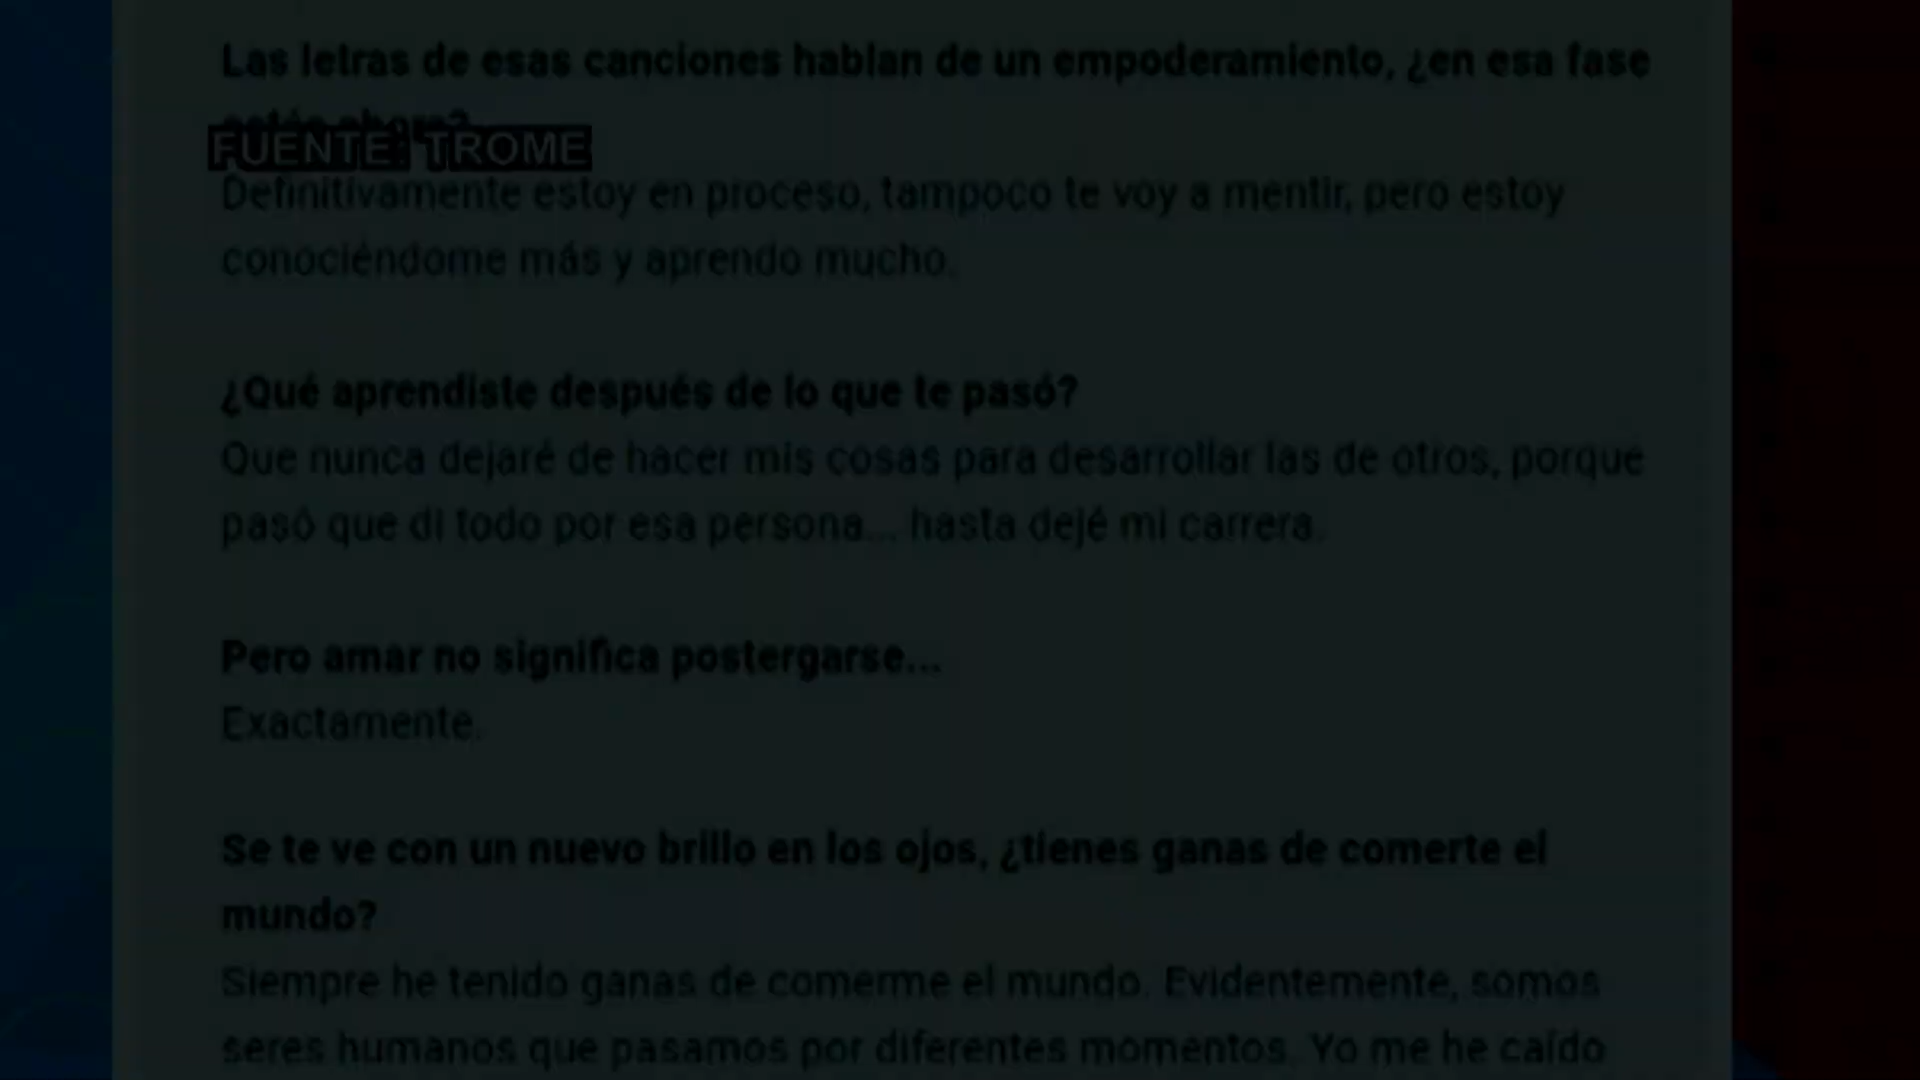 Las letras de esas canciones hablan de un empoderamiento, ¿en esa fase
estás ahora?
FUENTE: TROME
Definitivamente estoy en proceso, tampoco te voy a mentir, pero estoy
conociéndome más y aprendo mucho.
¿Qué aprendiste después de lo que te pasó?
Que nunca dejaré de hacer mis cosas para desarrollar las de otros, porque
pasó que di todo por esa persona... hasta dejé mi carrera.
Pero amar no significa postergarse...
Exactamente.
Se te ve con un nuevo brillo en los ojos, ¿tienes ganas de comerte el
mundo?
Siempre he tenido ganas de comerme el mundo. Evidentemente, somos
seres humanos que pasamos por diferentes momentos. Yo me he caído